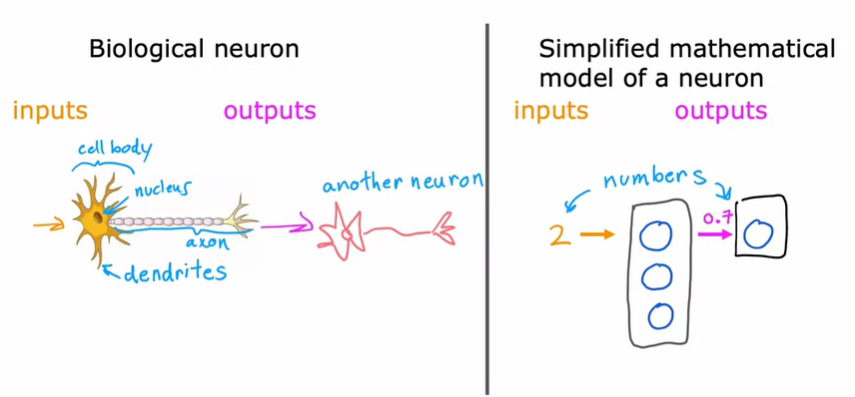 Biological neuron
inputs
outputs
cell body
nucleus
axon
dendrites
another neuron
Simplified mathematical
model of a neuron
inputs
outputs
numbers
2
0.7